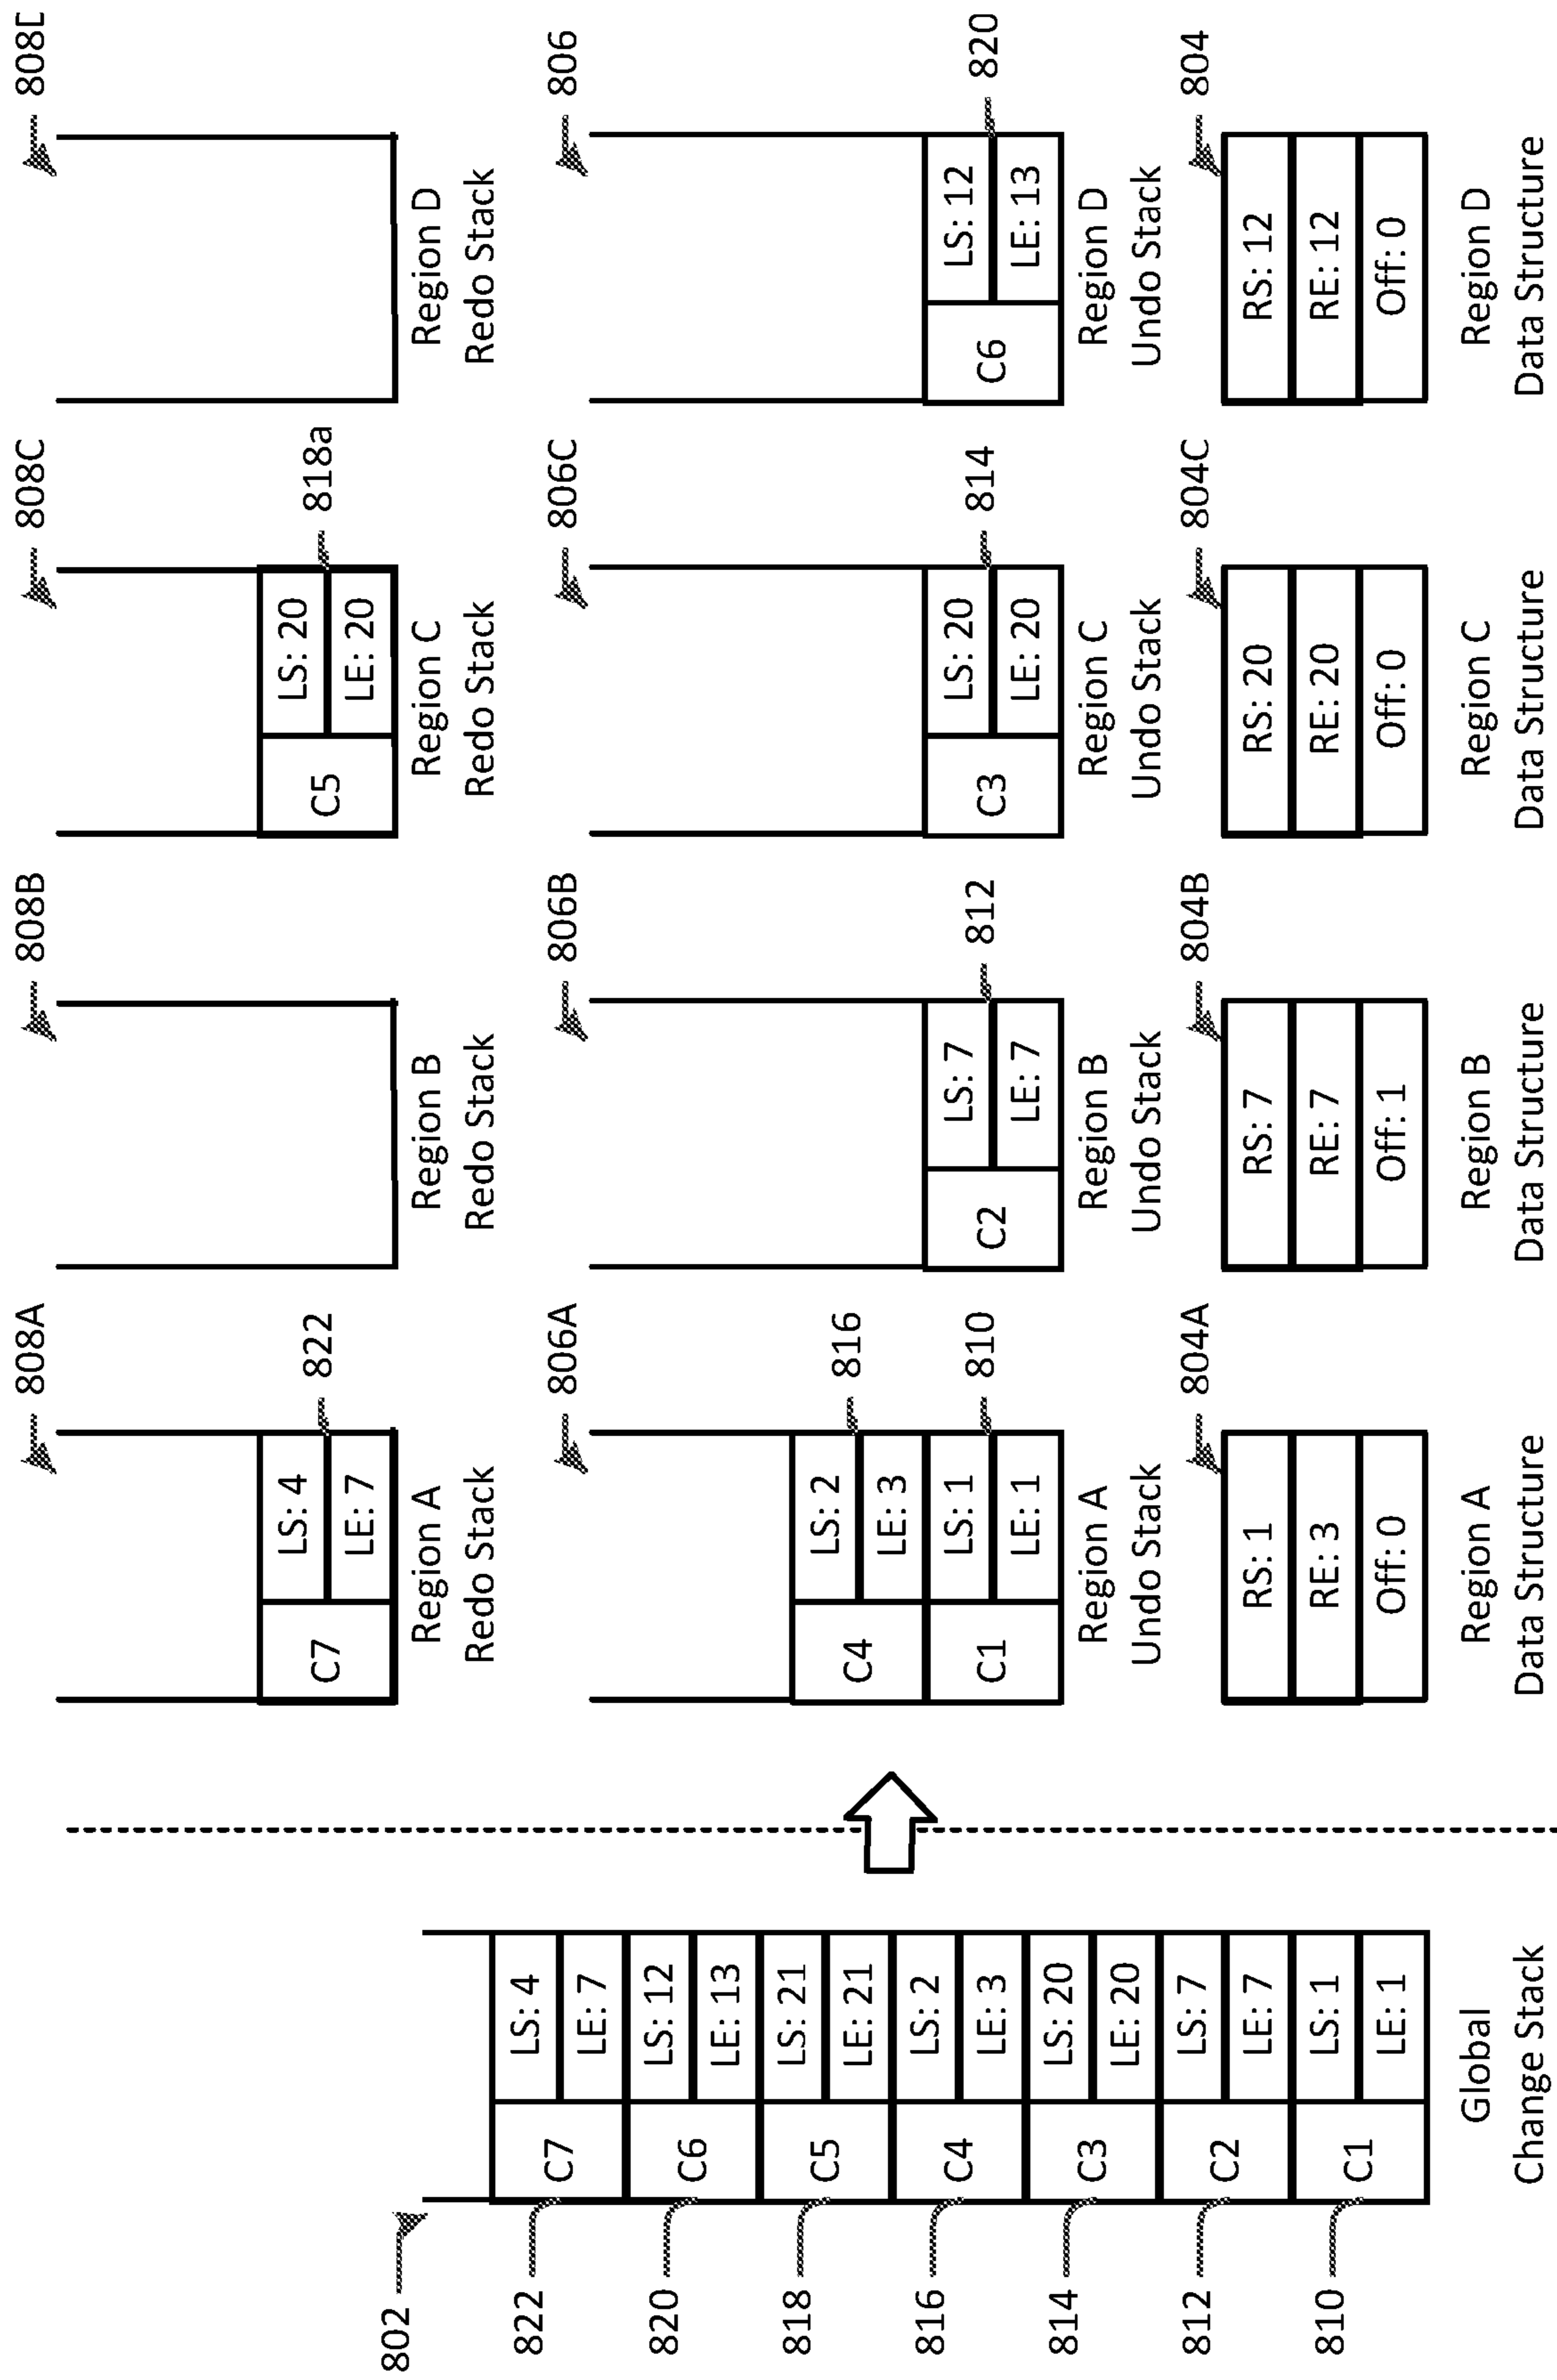 802
822
C7
LS: 4
LE: 7
820
C6
LS: 12
LE: 13
818
C5
LS: 21
LE: 21
816
C4
LS: 2
LE: 3
814
C3
LS: 20
LE: 20
812
C2
LS: 7
LE: 7
810
C1
LS: 1
LE: 1
Global
Change Stack
808A
822
C7
LS: 4
LE: 7
Region A
Redo Stack
808B
Region B
Redo Stack
808C
818a
C5
LS: 20
LE: 20
Region C
Redo Stack
808D
Region D
Redo Stack
806A
816
C4
LS: 2
LE: 3
810
C1
LS: 1
LE: 1
Region A
Undo Stack
806B
812
C2
LS: 7
LE: 7
Region B
Undo Stack
806C
814
C3
LS: 20
LE: 20
Region C
Undo Stack
806
820
C6
LS: 12
LE: 13
Region D
Undo Stack
804A
RS: 1
RE: 3
Off: 0
Region A
Data Structure
804B
RS: 7
RE: 7
Off: 1
Region B
Data Structure
804C
RS: 20
RE: 20
Off: 0
Region C
Data Structure
804
RS: 12
RE: 12
Off: 0
Region D
Data Structure